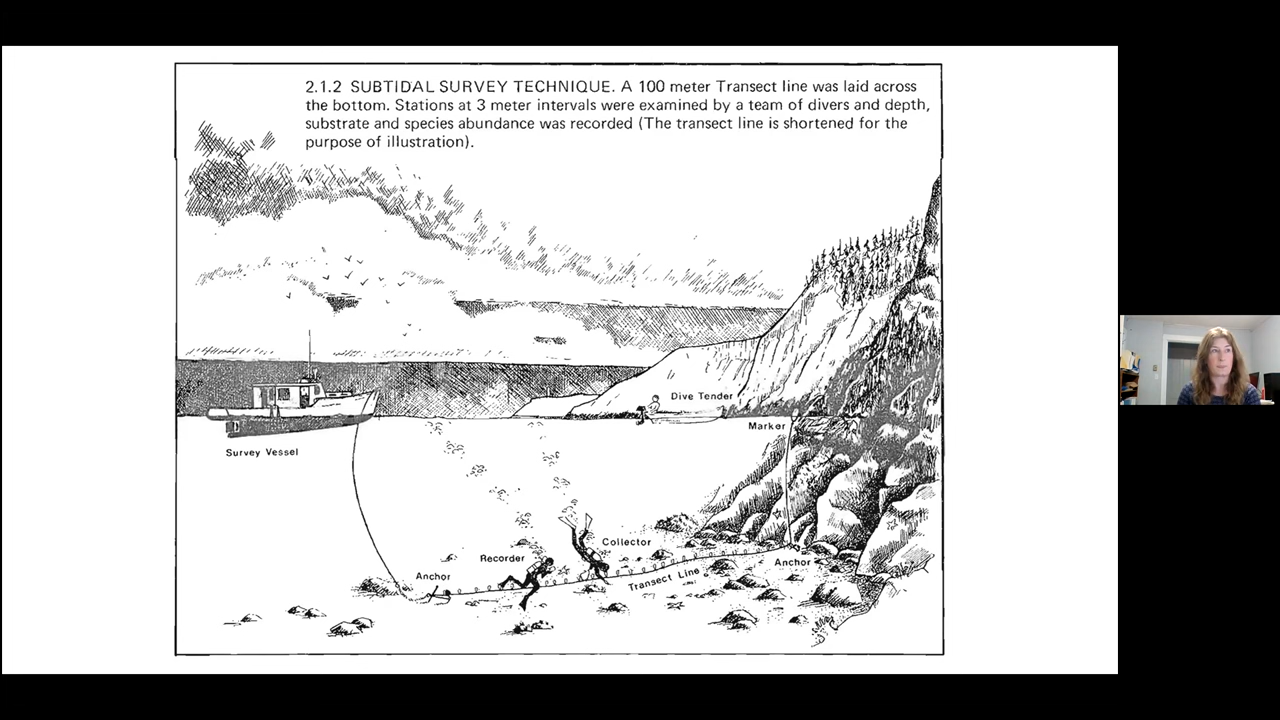 2.1.2 SUBTIDAL SURVEY TECHNIQUE. A 100 meter Transect line was laid across
the bottom. Stations at 3 meter intervals were examined by a team of divers and depth,
substrate and species abundance was recorded (The transect line is shortened for the
purpose of illustration).
Dive Tender
Marker
Survey Vessel
Collector
Recorder
Anchor
Transect Line
Anchor